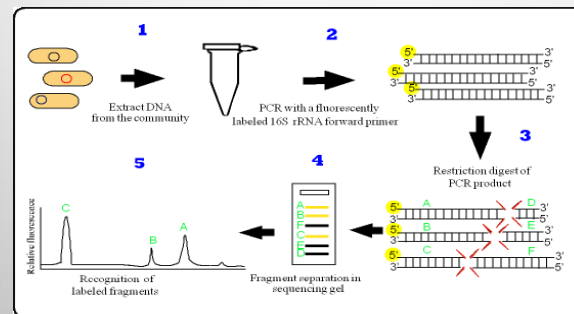 1
Extract DNA
from the community
2
PCR with a fluorescently
labeled 16S rRNA forward primer
5' 3'
3' 5'
5' 3'
3' 5'
5' 3'
3' 5'
3
Restriction digest of
PCR product
5' A D 3'
3' 5'
5' B E 3'
3' 5'
5' C F 3'
3' 5'
4
A
B
F
C
E
D
Fragment separation in
sequencing gel
5
Relative fluorescence
C
B
A
Recognition of
labeled fragments